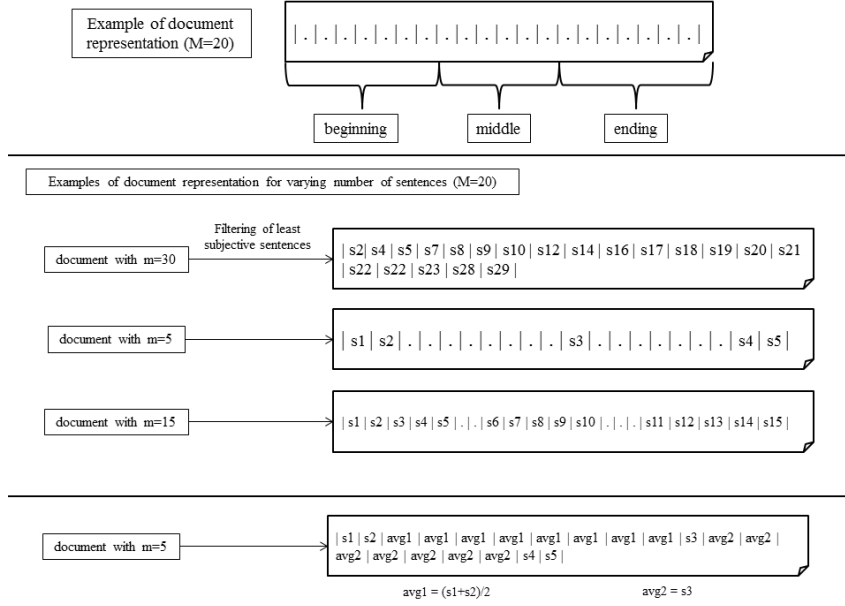 Example of document
representation (M=20)
| . | . | . | . | . | . | . | . | . | . | . | . | . | . | . | . | . | . | . | . |
beginning
middle
ending
Examples of document representation for varying number of sentences (M=20)
Filtering of least
subjective sentences
document with m=30
| s2| s4 | s5 | s7 | s8 | s9 | s10 | s12 | s14 | s16 | s17 | s18 | s19 | s20 | s21
| s22 | s22 | s23 | s28 | s29 |
document with m=5
| s1| s2 | . | . | . | . | . | . | . | . | s3 | . | . | . | . | . | . | . | s4 | s5 |
document with m=15
| s1 | s2 | s3 | s4 | s5 | . | . | s6 | s7 | s8 | s9 | s10 | . | . | . | s11 | s12 | s13 | s14 | s15 |
document with m=5
| s1 | s2 | avg1 | avg1 | avg1 | avg1 | avg1 | avg1 | avg1 | avg1 | s3 | avg2 | avg2 |
avg2 | avg2 | avg2 | avg2 | avg2 | s4 | s5 |
avg1 = (s1+s2)/2
avg2 = s3